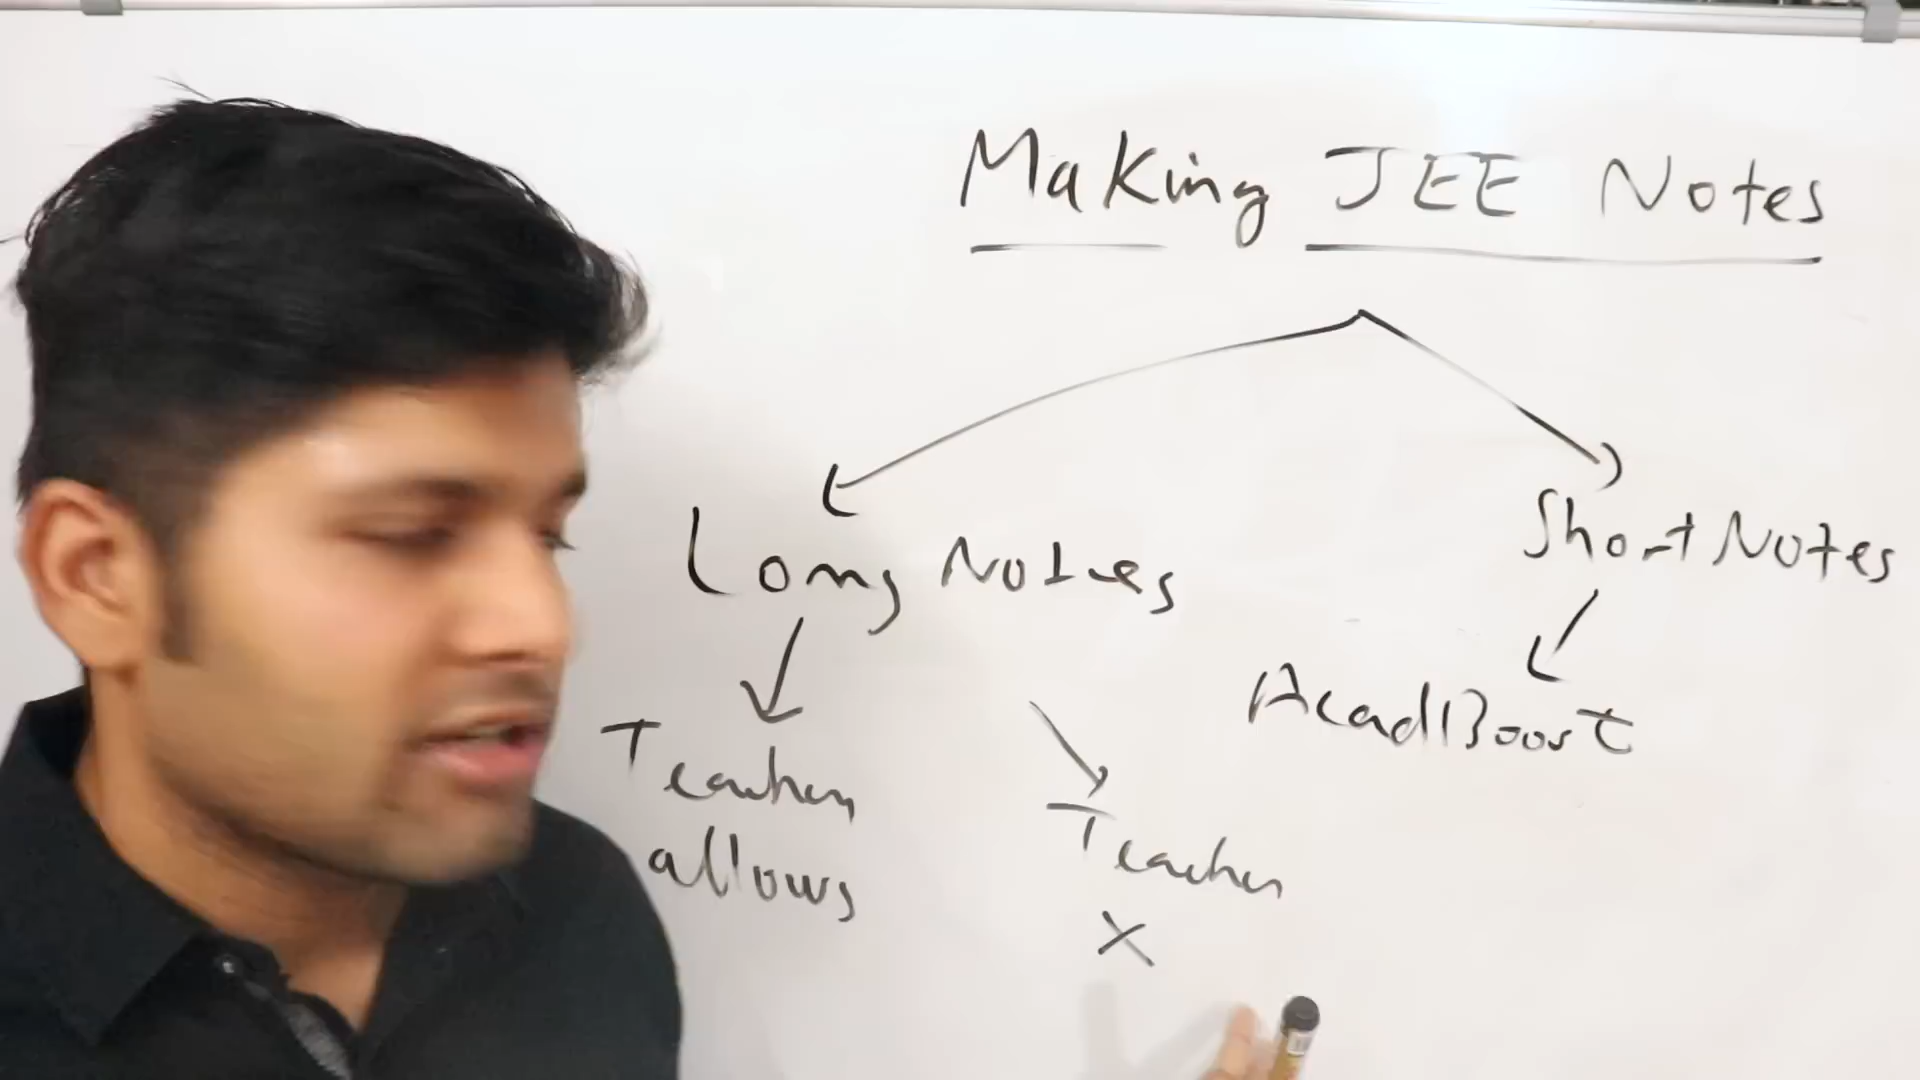 Making JEE Notes
Long Notes
Short Notes
Teacher
allows
Teacher
X
AcadBoost